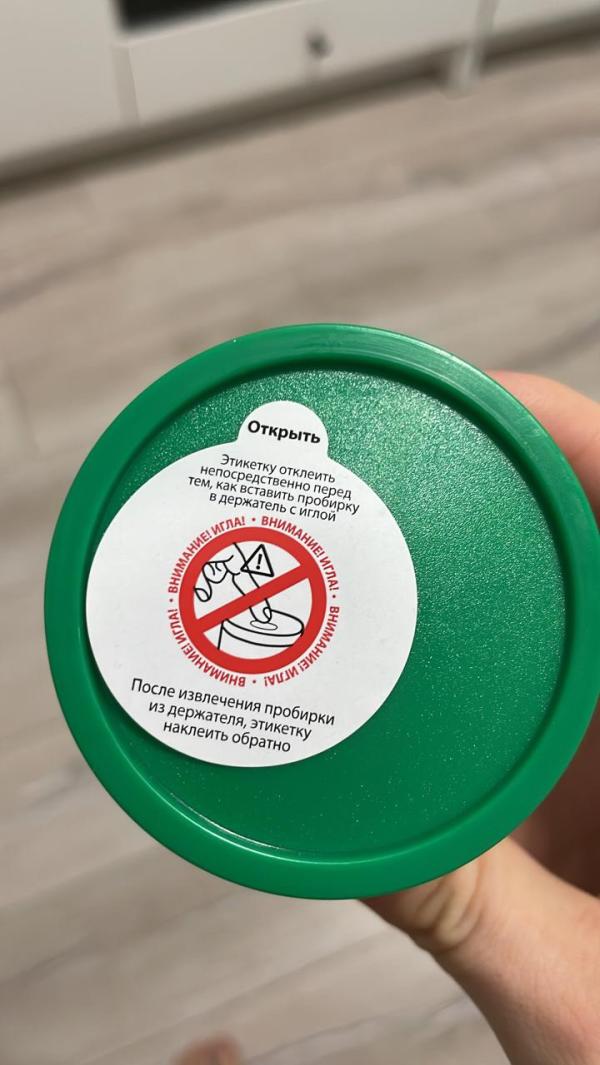 Открыть
Этикетку отклеить
непосредственно перед
тем, как вставить пробирку
в держатель с иглой
ВНИМАНИЕ! ИГЛА! • ВНИМАНИЕ! ИГЛА! • ВНИМАНИЕ! ИГЛА! • ВНИМАНИЕ! ИГЛА! •
После извлечения пробирки
из держателя, этикетку
наклеить обратно